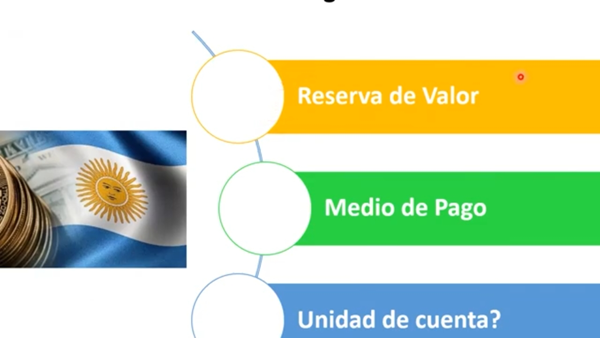 Reserva de Valor
Medio de Pago
Unidad de cuenta?